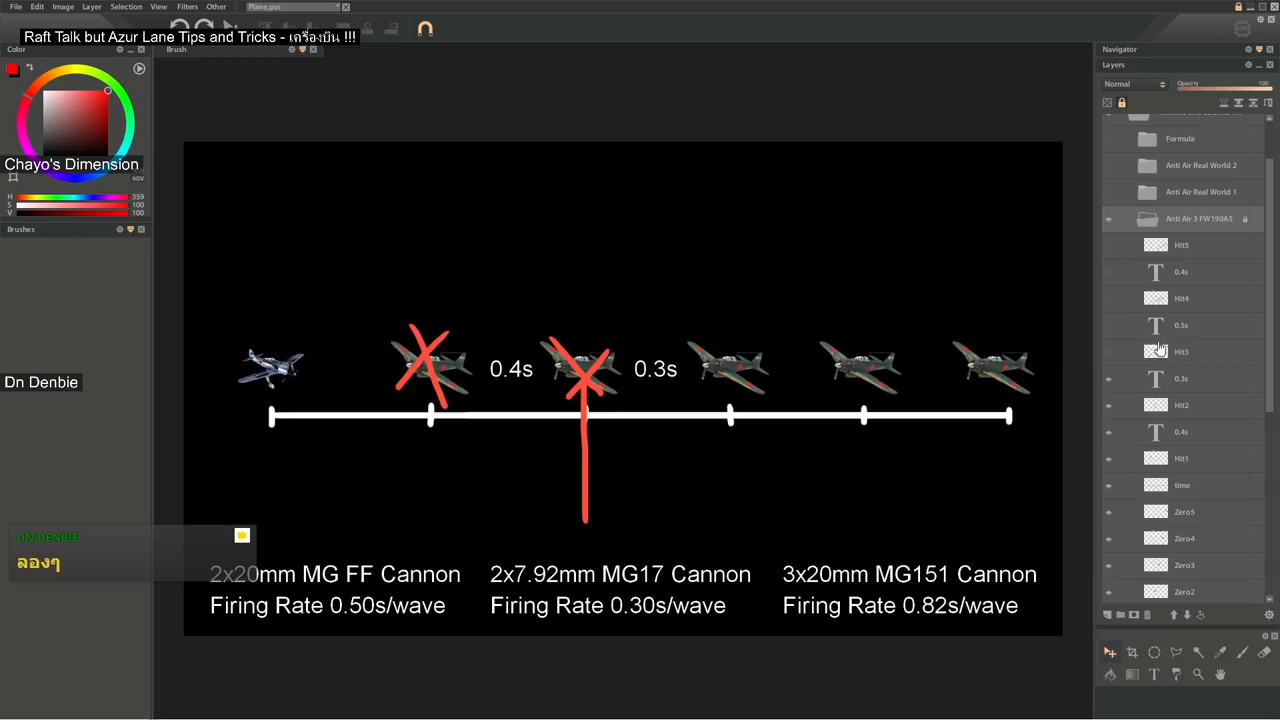 File Edit Image Layer Selection View Filters Other Plane.pss
Raft Talk but Azur Lane Tips and Tricks - เครื่องบิน !!!
Color
Brush
Navigator
Layers
Normal
Opacity 100
Chayo's Dimension
HSV
H 359
S 100
V 100
Brushes
Formula
Anti Air Real World 2
Anti Air Real World 1
Anti Air 3 FW190A5
Hit5
T 0.4s
Hit4
T 0.5s
Hit3
T 0.3s
Hit2
T 0.4s
Hit1
time
Zero5
Zero4
Zero3
Zero2
Dn Denbie
0.4s
0.3s
DN DENBIE
ลองๆ
2x20mm MG FF Cannon
Firing Rate 0.50s/wave
2x7.92mm MG17 Cannon
Firing Rate 0.30s/wave
3x20mm MG151 Cannon
Firing Rate 0.82s/wave